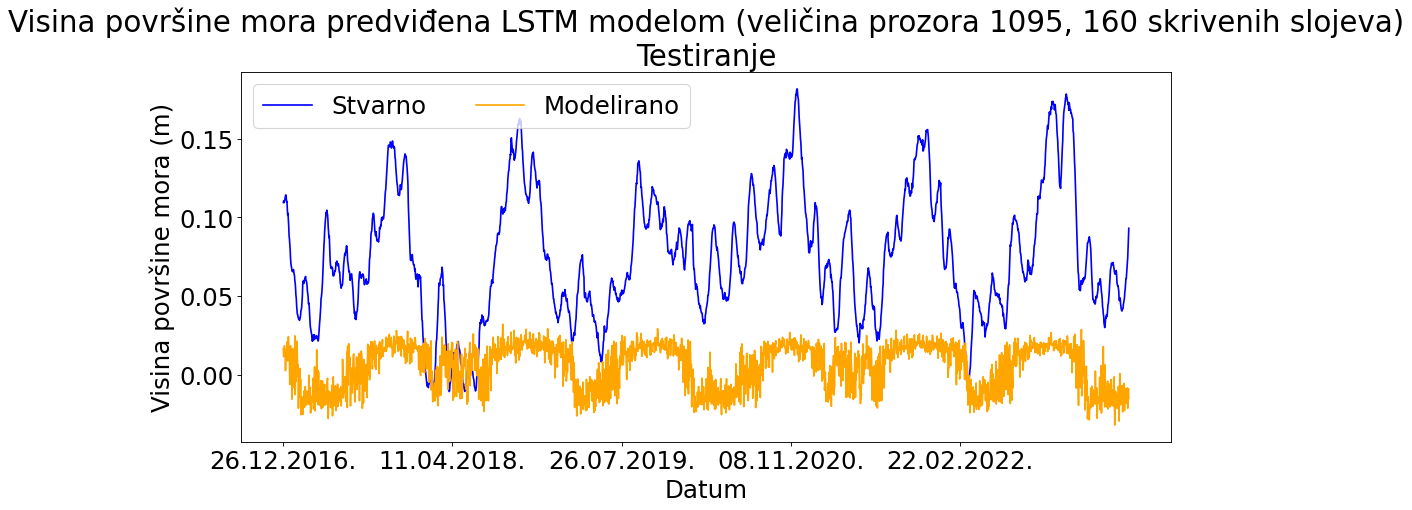 Visina površine mora predviđena LSTM modelom (veličina prozora 1095, 160 skrivenih slojeva)
Testiranje
Stvarno
Modelirano
Visina površine mora (m)
0.15
0.10
0.05
0.00
26.12.2016.
11.04.2018.
26.07.2019.
08.11.2020.
22.02.2022.
Datum